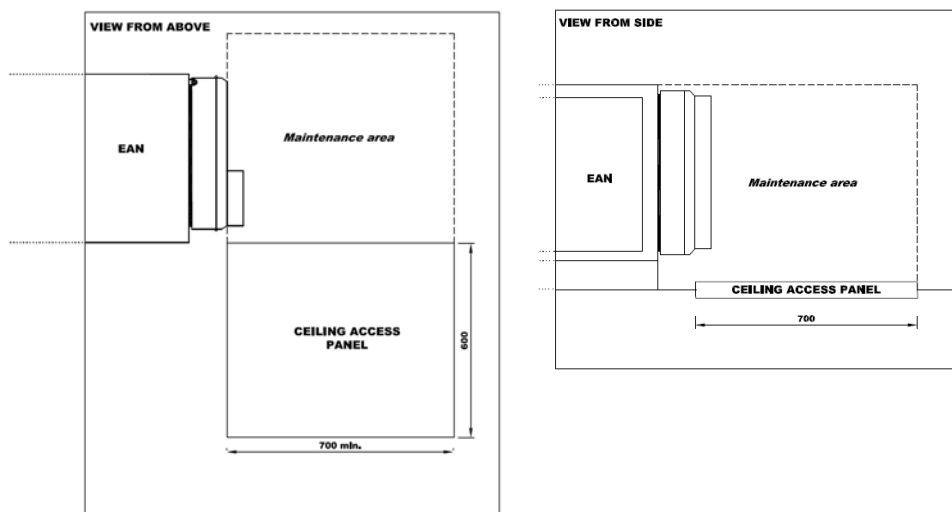 VIEW FROM ABOVE
EAN
Maintenance area
CEILING ACCESS
PANEL
600
700 min.
VIEW FROM SIDE
EAN
Maintenance area
CEILING ACCESS PANEL
700